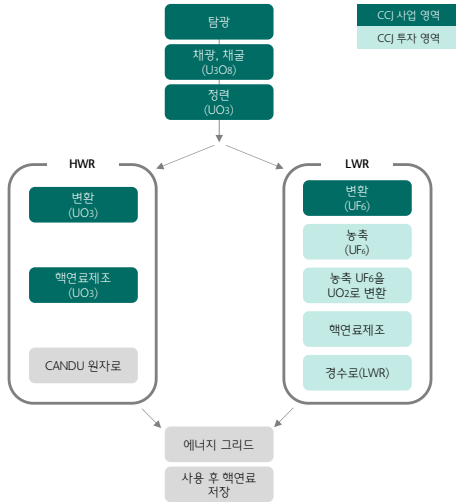 탐광
채광, 채굴
(U3O8)
정련
(UO3)
CCJ 사업 영역
CCJ 투자 영역
HWR
변환
(UO3)
핵연료제조
(UO3)
CANDU 원자로
LWR
변환
(UF6)
농축
(UF6)
농축 UF6을
UO2로 변환
핵연료제조
경수로(LWR)
에너지 그리드
사용 후 핵연료
저장